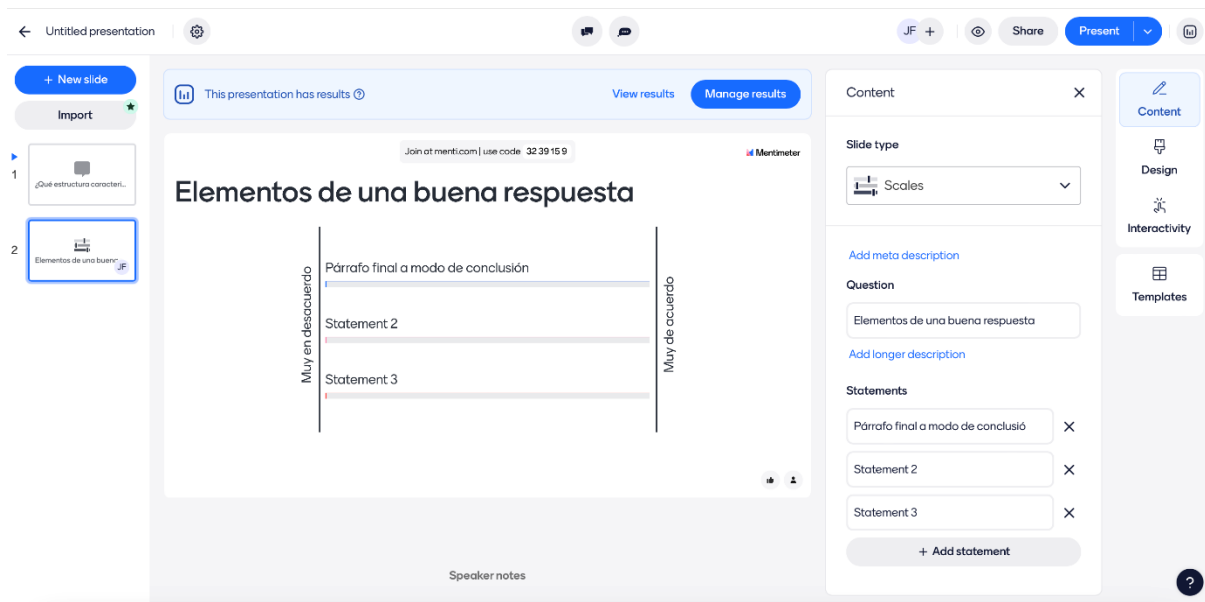 Untitled presentation
JF
+
Share
Present
+ New slide
Import
1
¿Qué estructura caracteri...
2
Elementos de una buena
JF
This presentation has results
View results
Manage results
Join at menti.com | use code 32 39 15 9
Mentimeter
Elementos de una buena respuesta
Muy en desacuerdo
Párrafo final a modo de conclusión
Statement 2
Statement 3
Muy de acuerdo
Speaker notes
Content
Slide type
Scales
Add meta description
Question
Elementos de una buena respuesta
Add longer description
Statements
Párrafo final a modo de conclusió
Statement 2
Statement 3
+ Add statement
Content
Design
Interactivity
Templates
?